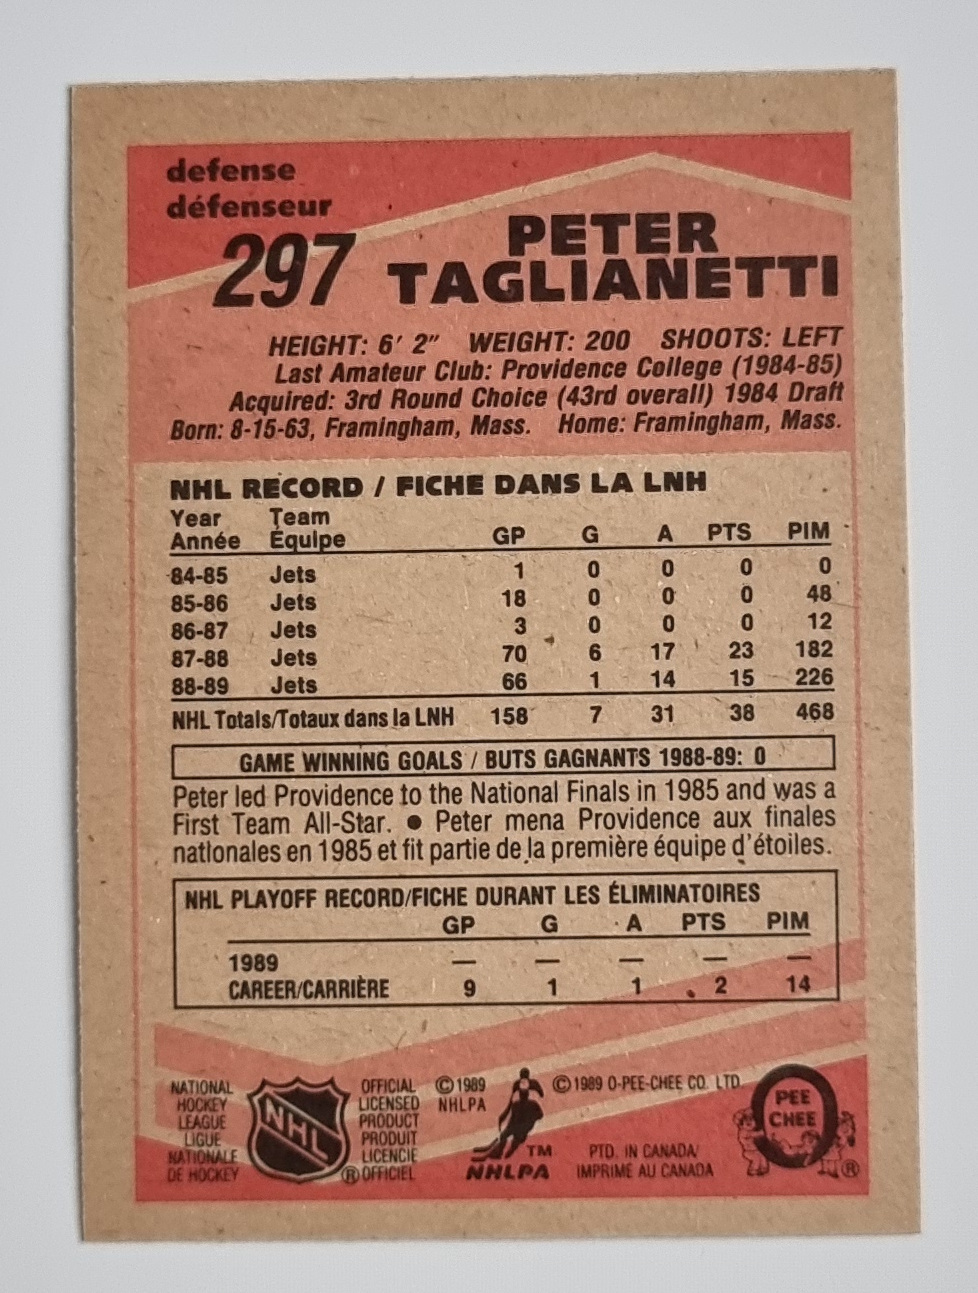 defense
défenseur
297
PETER
TAGLIANETTI
HEIGHT: 6' 2" WEIGHT: 200 SHOOTS: LEFT
Last Amateur Club: Providence College (1984-85)
Acquired: 3rd Round Choice (43rd overall) 1984 Draft
Born: 8-15-63, Framingham, Mass. Home: Framingham, Mass.
NHL RECORD / FICHE DANS LA LNH
Year Team
Année Équipe GP G A PTS PIM
84-85 Jets 1 0 0 0 0
85-86 Jets 18 0 0 0 48
86-87 Jets 3 0 0 0 12
87-88 Jets 70 6 17 23 182
88-89 Jets 66 1 14 15 226
NHL Totals/Totaux dans la LNH 158 7 31 38 468
GAME WINNING GOALS / BUTS GAGNANTS 1988-89: 0
Peter led Providence to the National Finals in 1985 and was a
First Team All-Star. ● Peter mena Providence aux finales
nationales en 1985 et fit partie de la première équipe d'étoiles.
NHL PLAYOFF RECORD/FICHE DURANT LES ÉLIMINATOIRES
GP G A PTS PIM
1989 — — — — —
CAREER/CARRIÈRE 9 1 1 2 14
NATIONAL
HOCKEY
LEAGUE
LIGUE
NATIONALE
DE HOCKEY
NHL
®
OFFICIAL
LICENSED
PRODUCT
PRODUIT
LICENCIE
OFFICIEL
©1989
NHLPA
TM
NHLPA
©1989 O-PEE-CHEE CO. LTD.
PTD. IN CANADA/
IMPRIMÉ AU CANADA
O
PEE
CHEE
®